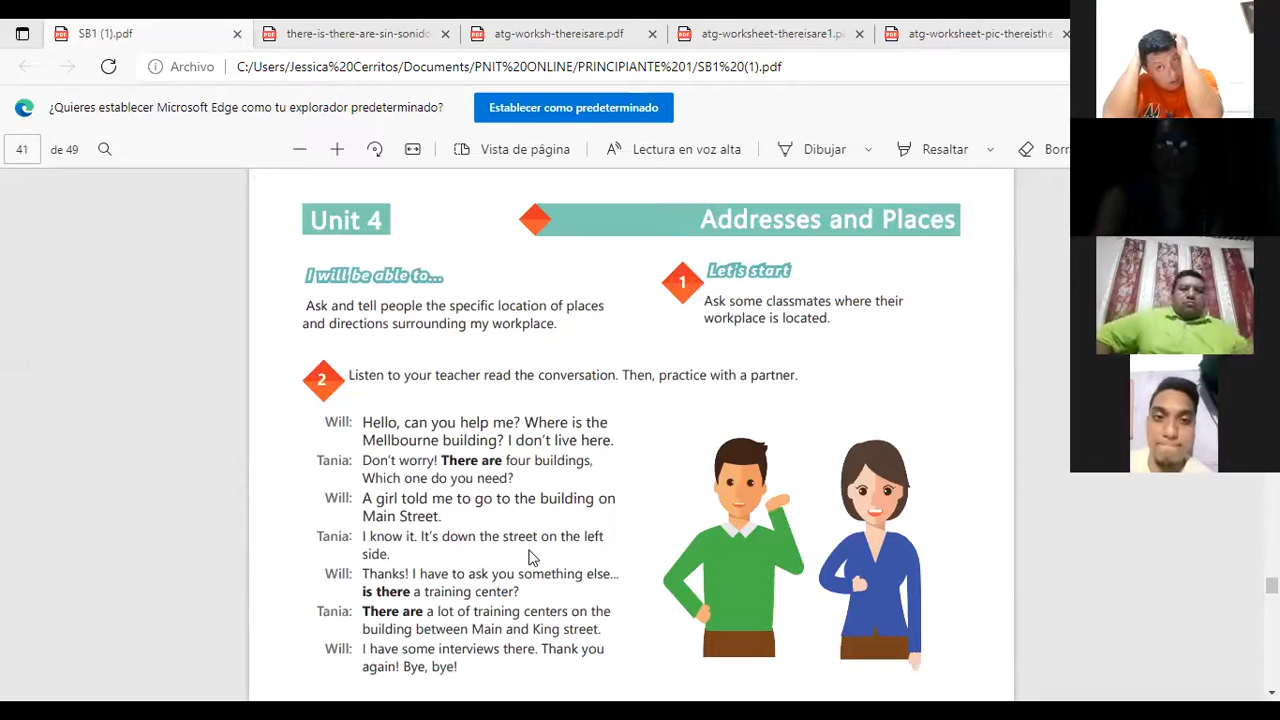 SB1 (1).pdf
there-is-there-are-sin-sonido
atg-worksh-thereisare.pdf
atg-worksheet-thereisare1.p
atg-worksheet-pic-thereisthe
Archivo
C:/Users/Jessica%20Cerritos/Documents/PNIT%20ONLINE/PRINCIPIANTE%201/SB1%20(1).pdf
¿Quieres establecer Microsoft Edge como tu explorador predeterminado?
Establecer como predeterminado
41 de 49
Vista de página
Lectura en voz alta
Dibujar
Resaltar
Borr
Unit 4
Addresses and Places
I will be able to...
Ask and tell people the specific location of places
and directions surrounding my workplace.
1
Let's start
Ask some classmates where their
workplace is located.
2
Listen to your teacher read the conversation. Then, practice with a partner.
Will: Hello, can you help me? Where is the
Mellbourne building? I don't live here.
Tania: Don't worry! There are four buildings,
Which one do you need?
Will: A girl told me to go to the building on
Main Street.
Tania: I know it. It's down the street on the left
side.
Will: Thanks! I have to ask you something else...
is there a training center?
Tania: There are a lot of training centers on the
building between Main and King street.
Will: I have some interviews there. Thank you
again! Bye, bye!